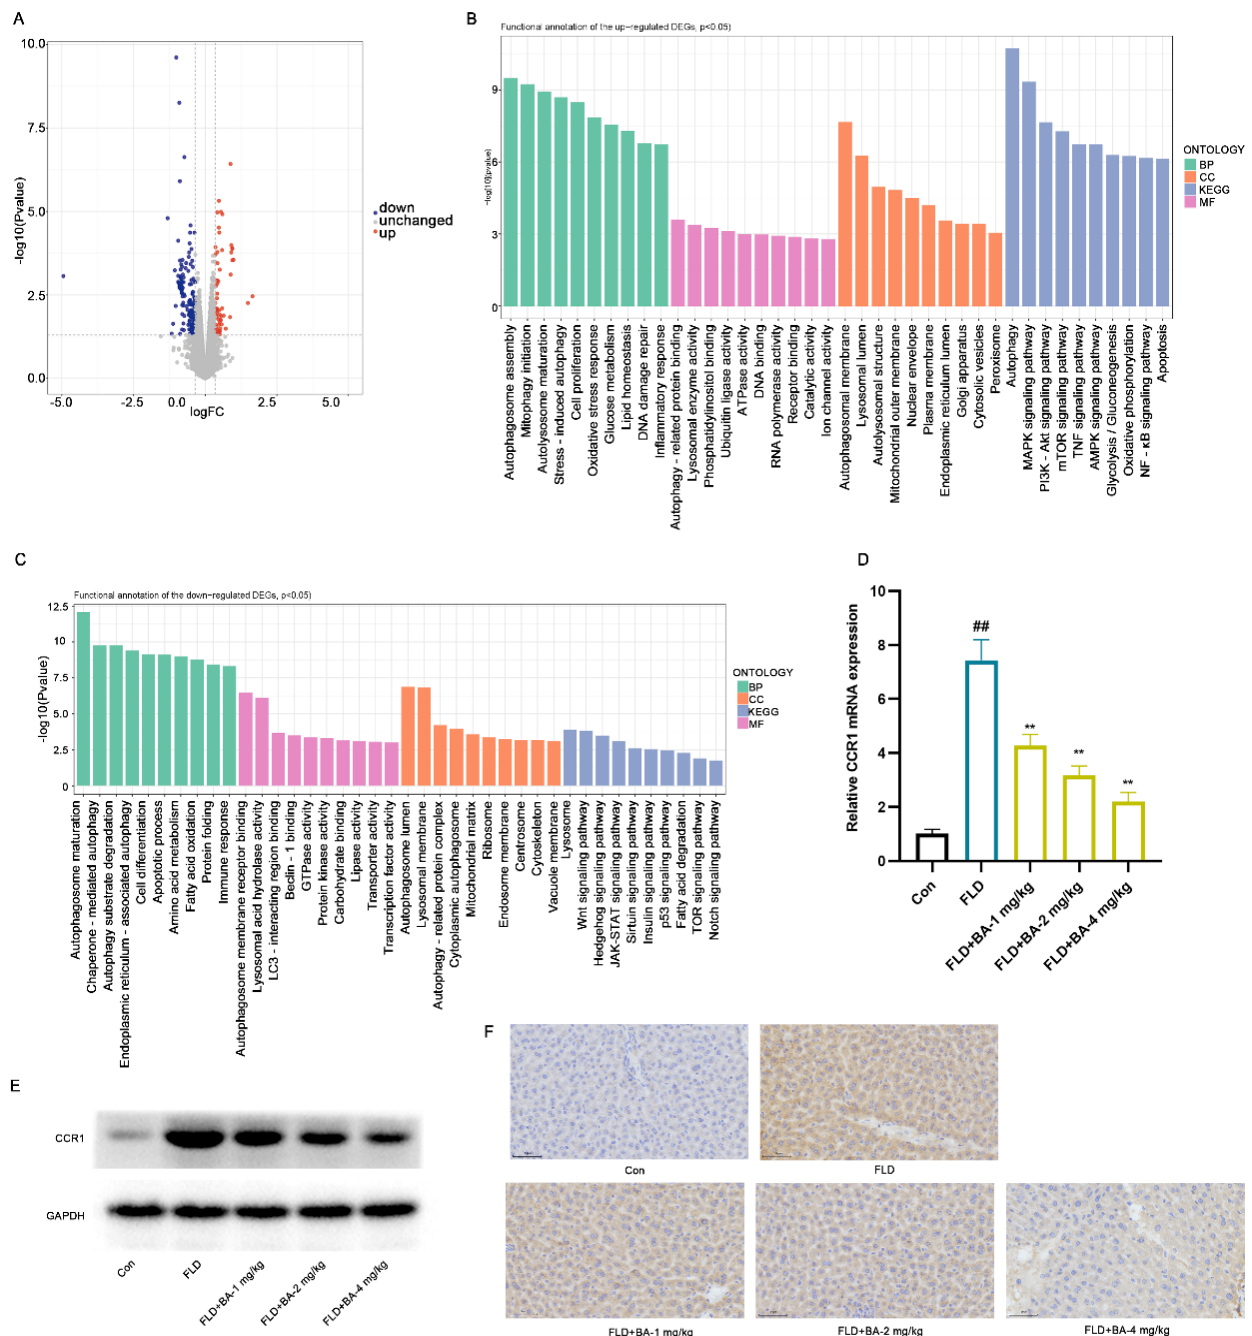 A
10.0
7.5
5.0
2.5
0.0
-log10(Pvalue)
-5.0
-2.5
0.0
2.5
5.0
logFC
down
unchanged
up
B
Functional annotation of the up-regulated DEGs, p<0.05)
9
6
3
0
-log[10](pvalue)
Autophagosome assembly
Mitophagy initiation
Autolysosome maturation
Stress - induced autophagy
Cell proliferation
Oxidative stress response
Glucose metabolism
Lipid homeostasis
DNA damage repair
Inflammatory response
Autophagy - related protein binding
Lysosomal enzyme activity
Phosphatidylinositol binding
Ubiquitin ligase activity
ATPase activity
DNA binding
RNA polymerase activity
Receptor binding
Catalytic activity
Ion channel activity
Autophagosomal membrane
Lysosomal lumen
Autolysosomal structure
Mitochondrial outer membrane
Nuclear envelope
Plasma membrane
Endoplasmic reticulum lumen
Golgi apparatus
Cytosolic vesicles
Peroxisome
Autophagy
MAPK signaling pathway
PI3K - Akt signaling pathway
mTOR signaling pathway
TNF signaling pathway
AMPK signaling pathway
Glycolysis / Gluconeogenesis
Oxidative phosphorylation
NF - κB signaling pathway
Apoptosis
ONTOLOGY
BP
CC
KEGG
MF
C
Functional annotation of the down-regulated DEGs, p<0.05)
12.5
10
7.5
5.0
2.5
0
-log10(Pvalue)
Autophagosome maturation
Chaperone - mediated autophagy
Autophagy substrate degradation
Endoplasmic reticulum - associated autophagy
Cell differentiation
Apoptotic process
Amino acid metabolism
Fatty acid oxidation
Protein folding
Immune response
Autophagosome membrane receptor binding
Lysosomal acid hydrolase activity
LC3 - interacting region binding
Beclin - 1 binding
GTPase activity
Protein kinase activity
Carbohydrate binding
Lipase activity
Transporter activity
Transcription factor activity
Autophagosome lumen
Lysosomal membrane
Autophagy - related protein complex
Cytoplasmic autophagosome
Mitochondrial matrix
Ribosome
Endosome membrane
Centrosome
Cytoskeleton
Vacuole membrane
Lysosome
Wnt signaling pathway
Hedgehog signaling pathway
JAK-STAT signaling pathway
Sirtuin signaling pathway
Insulin signaling pathway
p53 signaling pathway
Fatty acid degradation
TOR signaling pathway
Notch signaling pathway
ONTOLOGY
BP
CC
KEGG
MF
D
10
8
6
4
2
0
Relative CCR1 mRNA expression
##
**
**
**
Con
FLD
FLD+BA-1 mg/kg
FLD+BA-2 mg/kg
FLD+BA-4 mg/kg
E
CCR1
GAPDH
Con
FLD
FLD+BA-1 mg/kg
FLD+BA-2 mg/kg
FLD+BA-4 mg/kg
F
Con
FLD
FLD+BA-1 mg/kg
FLD+BA-2 mg/kg
FLD+BA-4 mg/kg